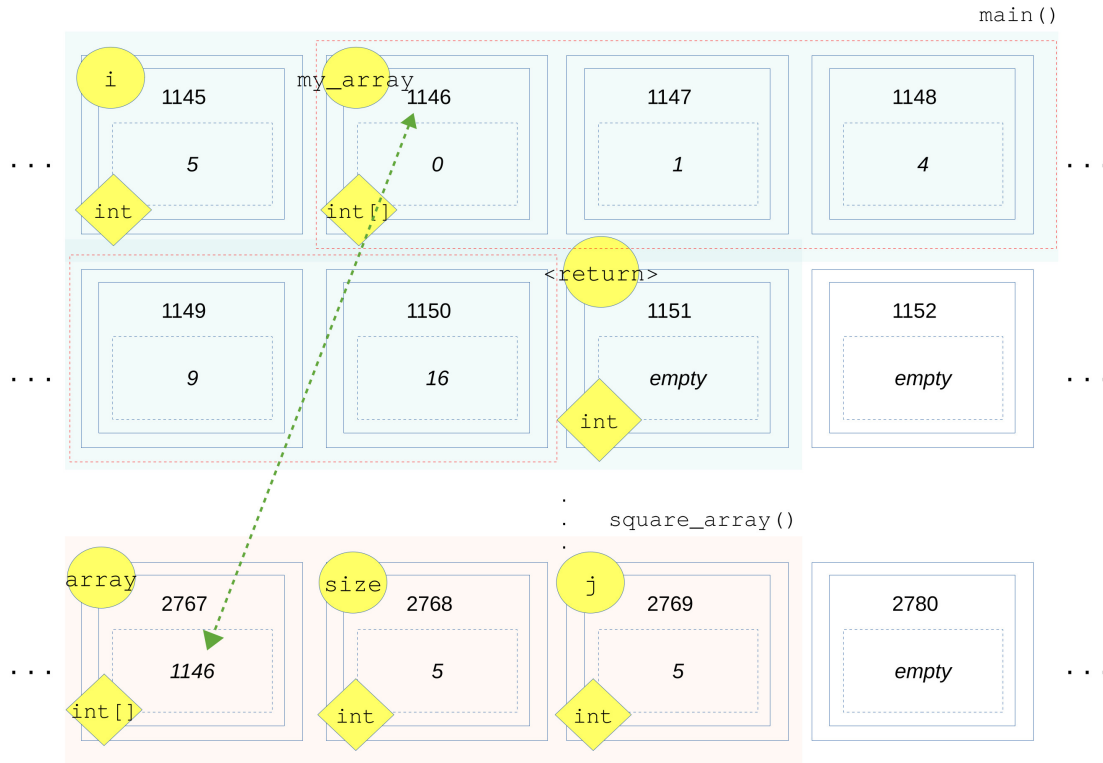 main()
i my_array
1145 1146 1147 1148
... 5 0 1 4 ...
int int[]
<return>
1149 1150 1151 1152
... 9 16 empty empty ...
int
.
. square_array()
.
array size j
2767 2768 2769 2780
... 1146 5 5 empty ...
int[] int int